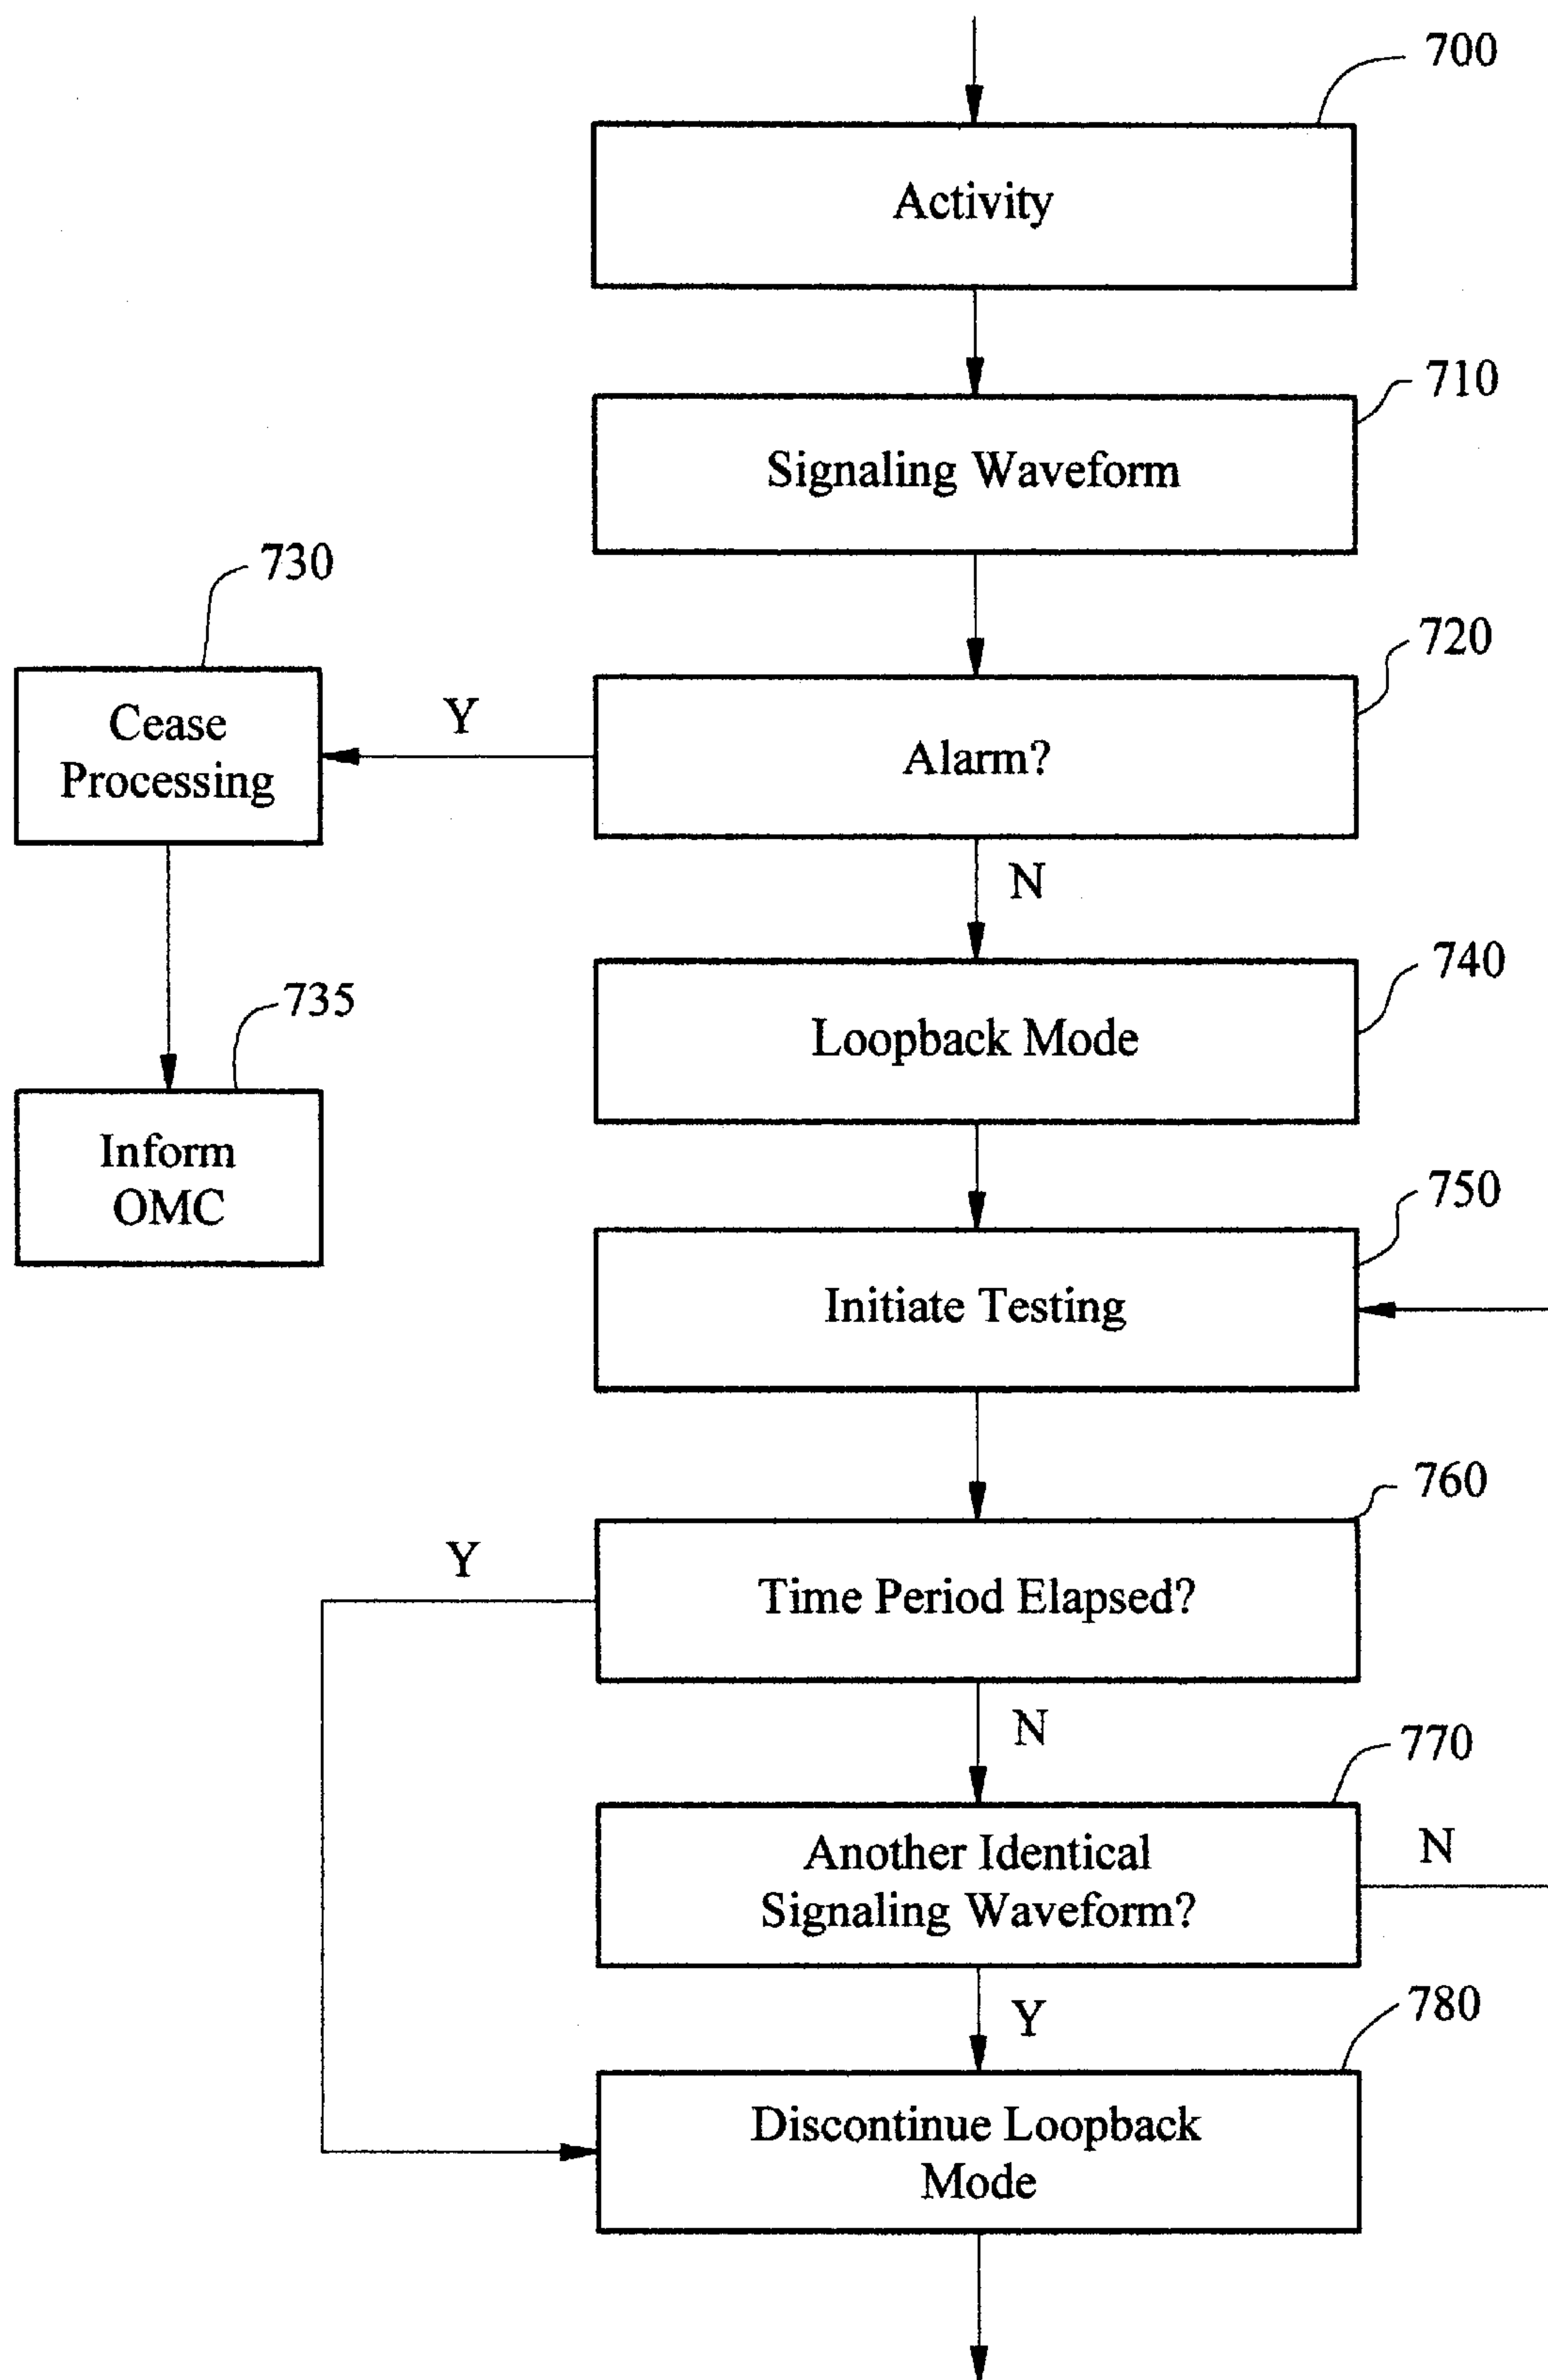 700
Activity
710
Signaling Waveform
730
720
Cease
Processing
Y
Alarm?
N
740
735
Loopback Mode
Inform
OMC
750
Initiate Testing
760
Y
Time Period Elapsed?
N
770
Another Identical
Signaling Waveform?
N
Y
780
Discontinue Loopback
Mode